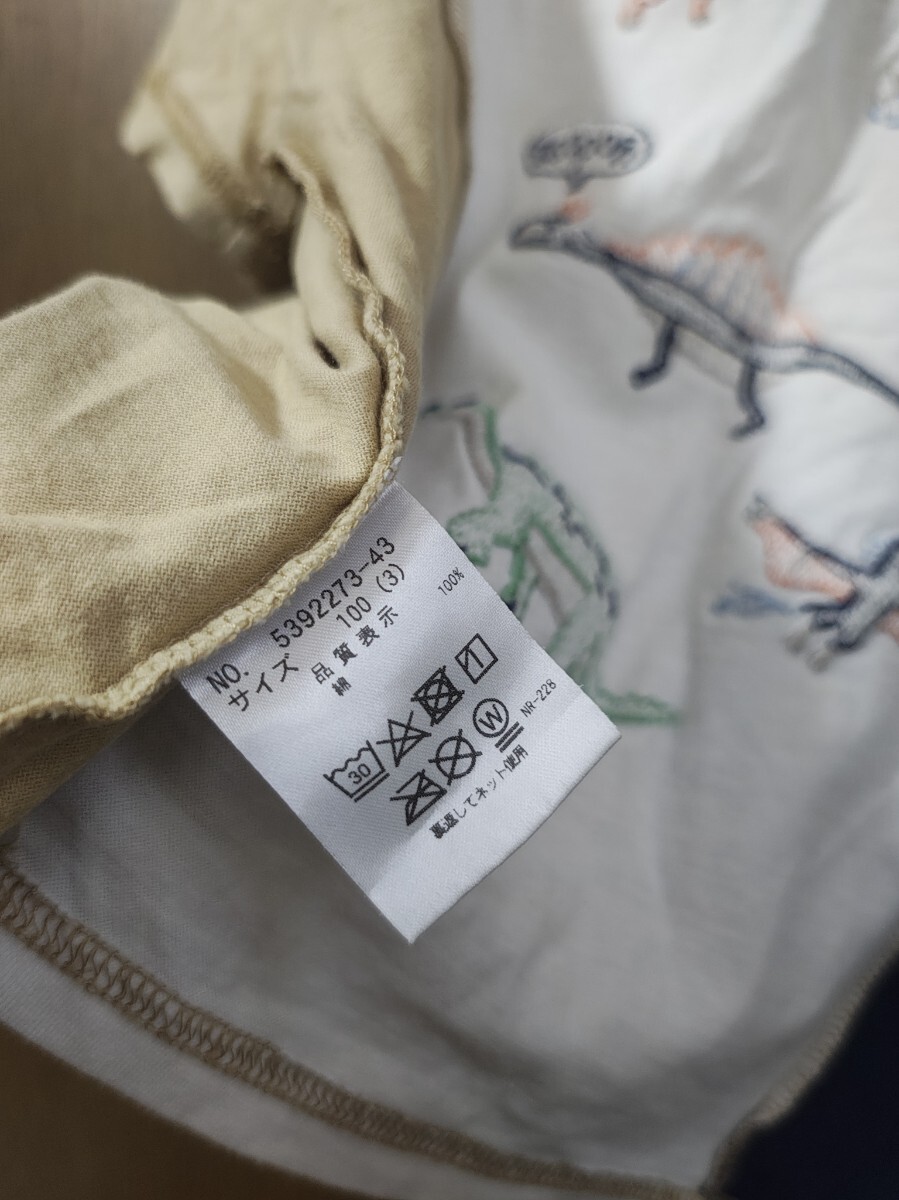 NO. 5392273-43
サイズ 100 (3)
品質表示
綿 100%
30
W
NR-228
裏返してネット使用